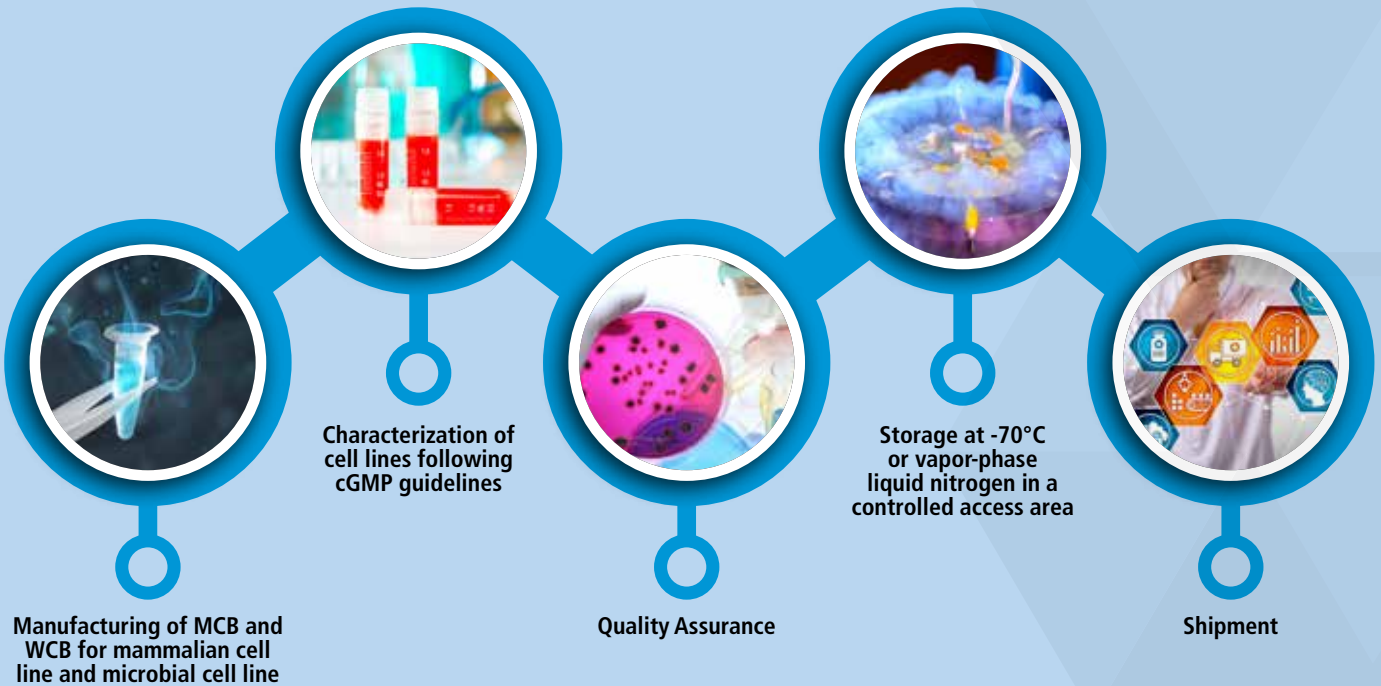 Manufacturing of MCB and
WCB for mammalian cell
line and microbial cell line
Characterization of
cell lines following
cGMP guidelines
Quality Assurance
Storage at -70°C
or vapor-phase
liquid nitrogen in a
controlled access area
Shipment